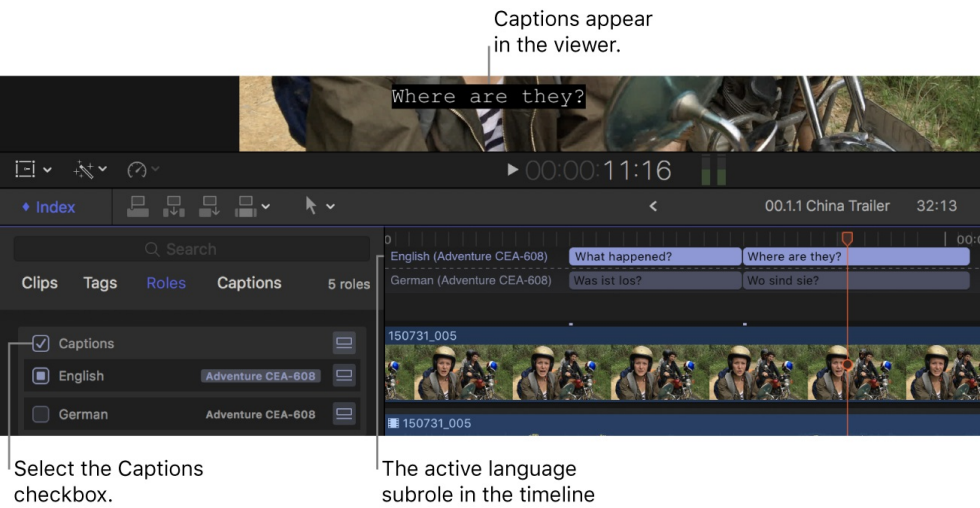 Captions appear
in the viewer.
Where are they?
00:00:11:16
Index
00.1.1 China Trailer 32:13
Search
Clips Tags Roles Captions 5 roles
0
00:0
English (Adventure CEA-608) What happened? Where are they?
German (Adventure CEA-608) Was ist los? Wo sind sie?
150731_005
Captions
English Adventure CEA-608
German Adventure CEA-608
150731_005
Select the Captions
checkbox.
The active language
subrole in the timeline